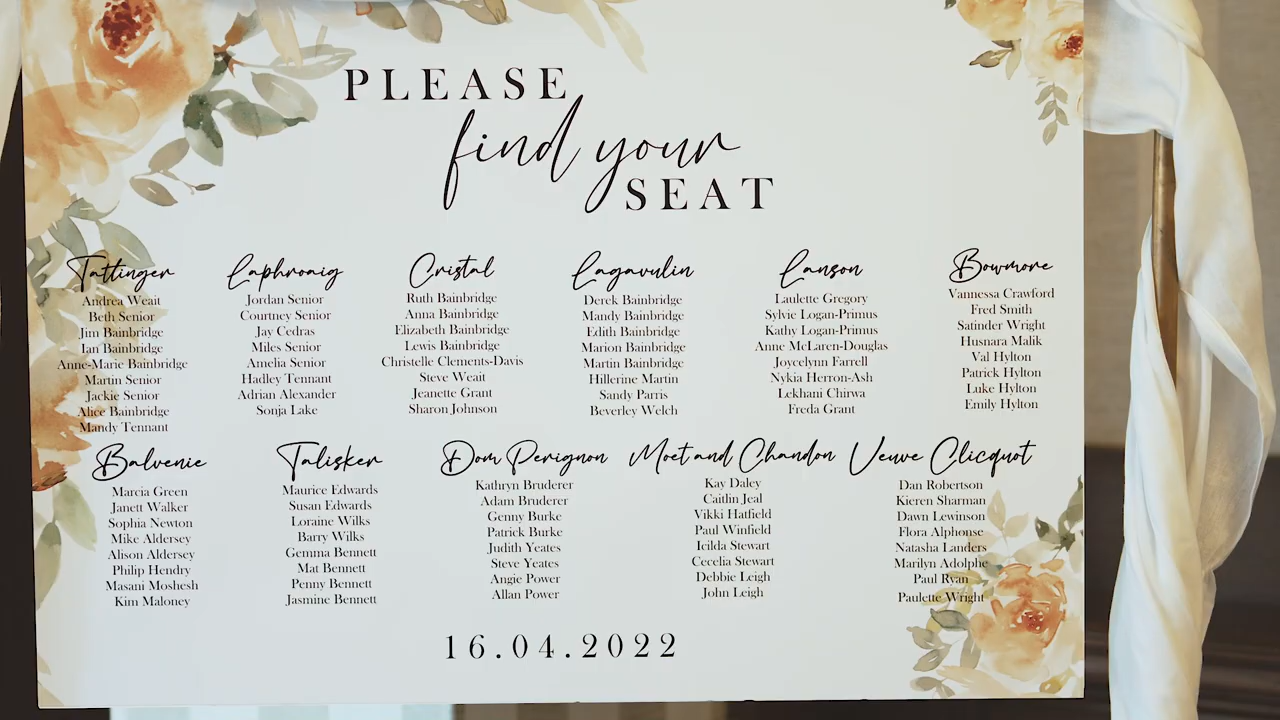 PLEASE
find your
SEAT
Tattinger
Andrea Weait
Beth Senior
Jim Bainbridge
Ian Bainbridge
Anne-Marie Bainbridge
Martin Senior
Jackie Senior
Alice Bainbridge
Mandy Tennant
Laphroaig
Jordan Senior
Courtney Senior
Jay Cedras
Miles Senior
Amelia Senior
Hadley Tennant
Adrian Alexander
Sonja Lake
Cristal
Ruth Bainbridge
Anna Bainbridge
Elizabeth Bainbridge
Lewis Bainbridge
Christelle Clements-Davis
Steve Weait
Jeanette Grant
Sharon Johnson
Lagavulin
Derek Bainbridge
Mandy Bainbridge
Edith Bainbridge
Marion Bainbridge
Martin Bainbridge
Hillerine Martin
Sandy Parris
Beverley Welch
Lanson
Laulette Gregory
Sylvie Logan-Primus
Kathy Logan-Primus
Anne McLaren-Douglas
Joycelynn Farrell
Nykia Herron-Ash
Lekhani Chirwa
Freda Grant
Bowmore
Vannessa Crawford
Fred Smith
Satinder Wright
Husnara Malik
Val Hylton
Patrick Hylton
Luke Hylton
Emily Hylton
Balvenie
Marcia Green
Janett Walker
Sophia Newton
Mike Aldersey
Alison Aldersey
Philip Hendry
Masani Moshesh
Kim Maloney
Talisker
Maurice Edwards
Susan Edwards
Loraine Wilks
Barry Wilks
Gemma Bennett
Mat Bennett
Penny Bennett
Jasmine Bennett
Dom Perignon
Kathryn Bruderer
Adam Bruderer
Genny Burke
Patrick Burke
Judith Yeates
Steve Yeates
Angie Power
Allan Power
Moet and Chandon
Kay Daley
Caitlin Jeal
Vikki Hatfield
Paul Winfield
Icilda Stewart
Cecelia Stewart
Debbie Leigh
John Leigh
Veuve Clicquot
Dan Robertson
Kieren Sharman
Dawn Lewinson
Flora Alphonse
Natasha Landers
Marilyn Adolphe
Paul Ryan
Paulette Wright
16.04.2022